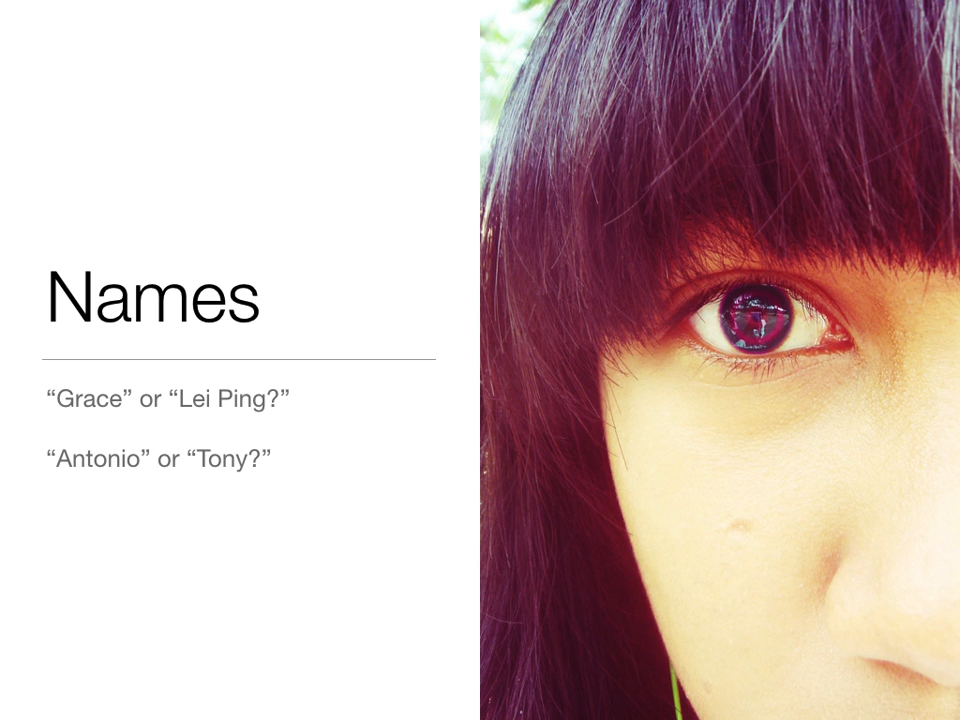 Names
“Grace” or “Lei Ping?”
“Antonio” or “Tony?”